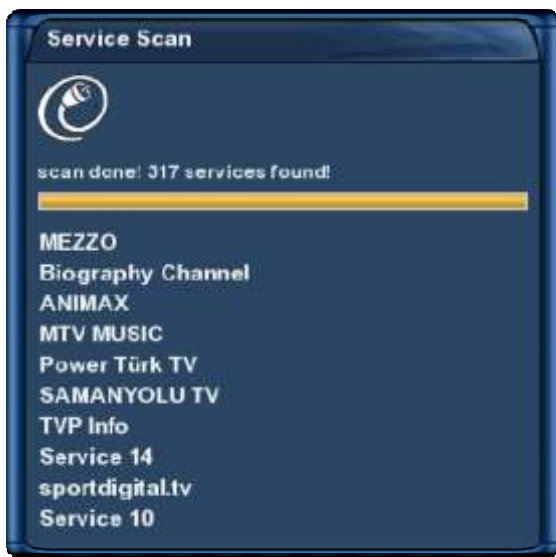 Service Scan
scan done! 317 services found!
MEZZO
Biography Channel
ANIMAX
MTV MUSIC
Power Türk TV
SAMANYOLU TV
TVP Info
Service 14
sportdigital.tv
Service 10